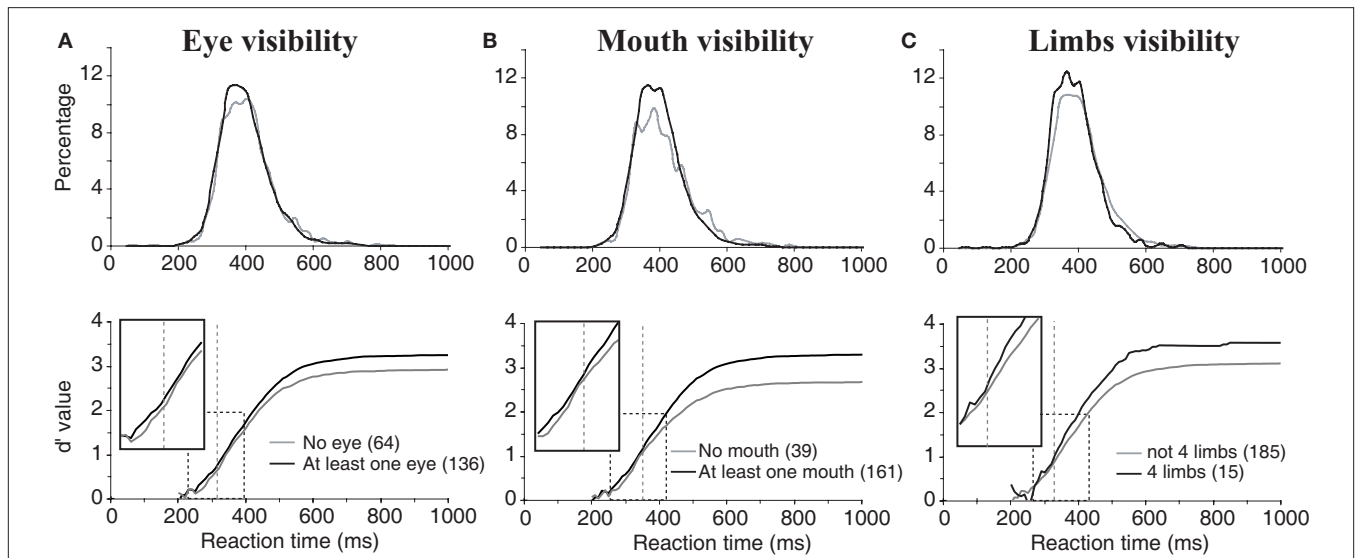 A Eye visibility
Percentage
12
8
4
0
0 200 400 600 800 1000
4
3
2
1
0
d' value
No eye (64)
At least one eye (136)
0 200 400 600 800 1000
Reaction time (ms)
B Mouth visibility
12
8
4
0
0 200 400 600 800 1000
4
3
2
1
0
No mouth (39)
At least one mouth (161)
0 200 400 600 800 1000
Reaction time (ms)
C Limbs visibility
12
8
4
0
0 200 400 600 800 1000
4
3
2
1
0
not 4 limbs (185)
4 limbs (15)
0 200 400 600 800 1000
Reaction time (ms)